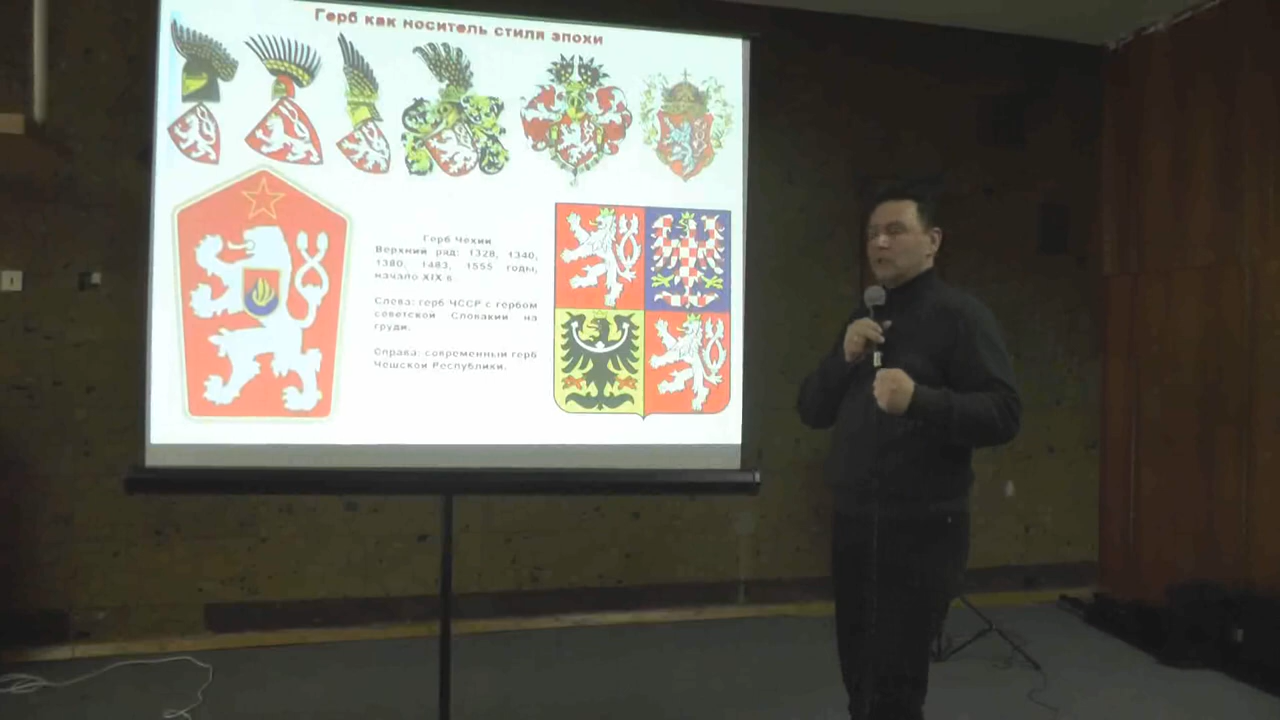 Герб как носитель стиля эпохи
Герб Чехии
Верхний ряд: 1328, 1340,
1380, 1483, 1555 годы,
начало XIX в.
Слева: герб ЧССР с гербом
советской Словакии на
груди.
Справа: современный герб
Чешской Республики.